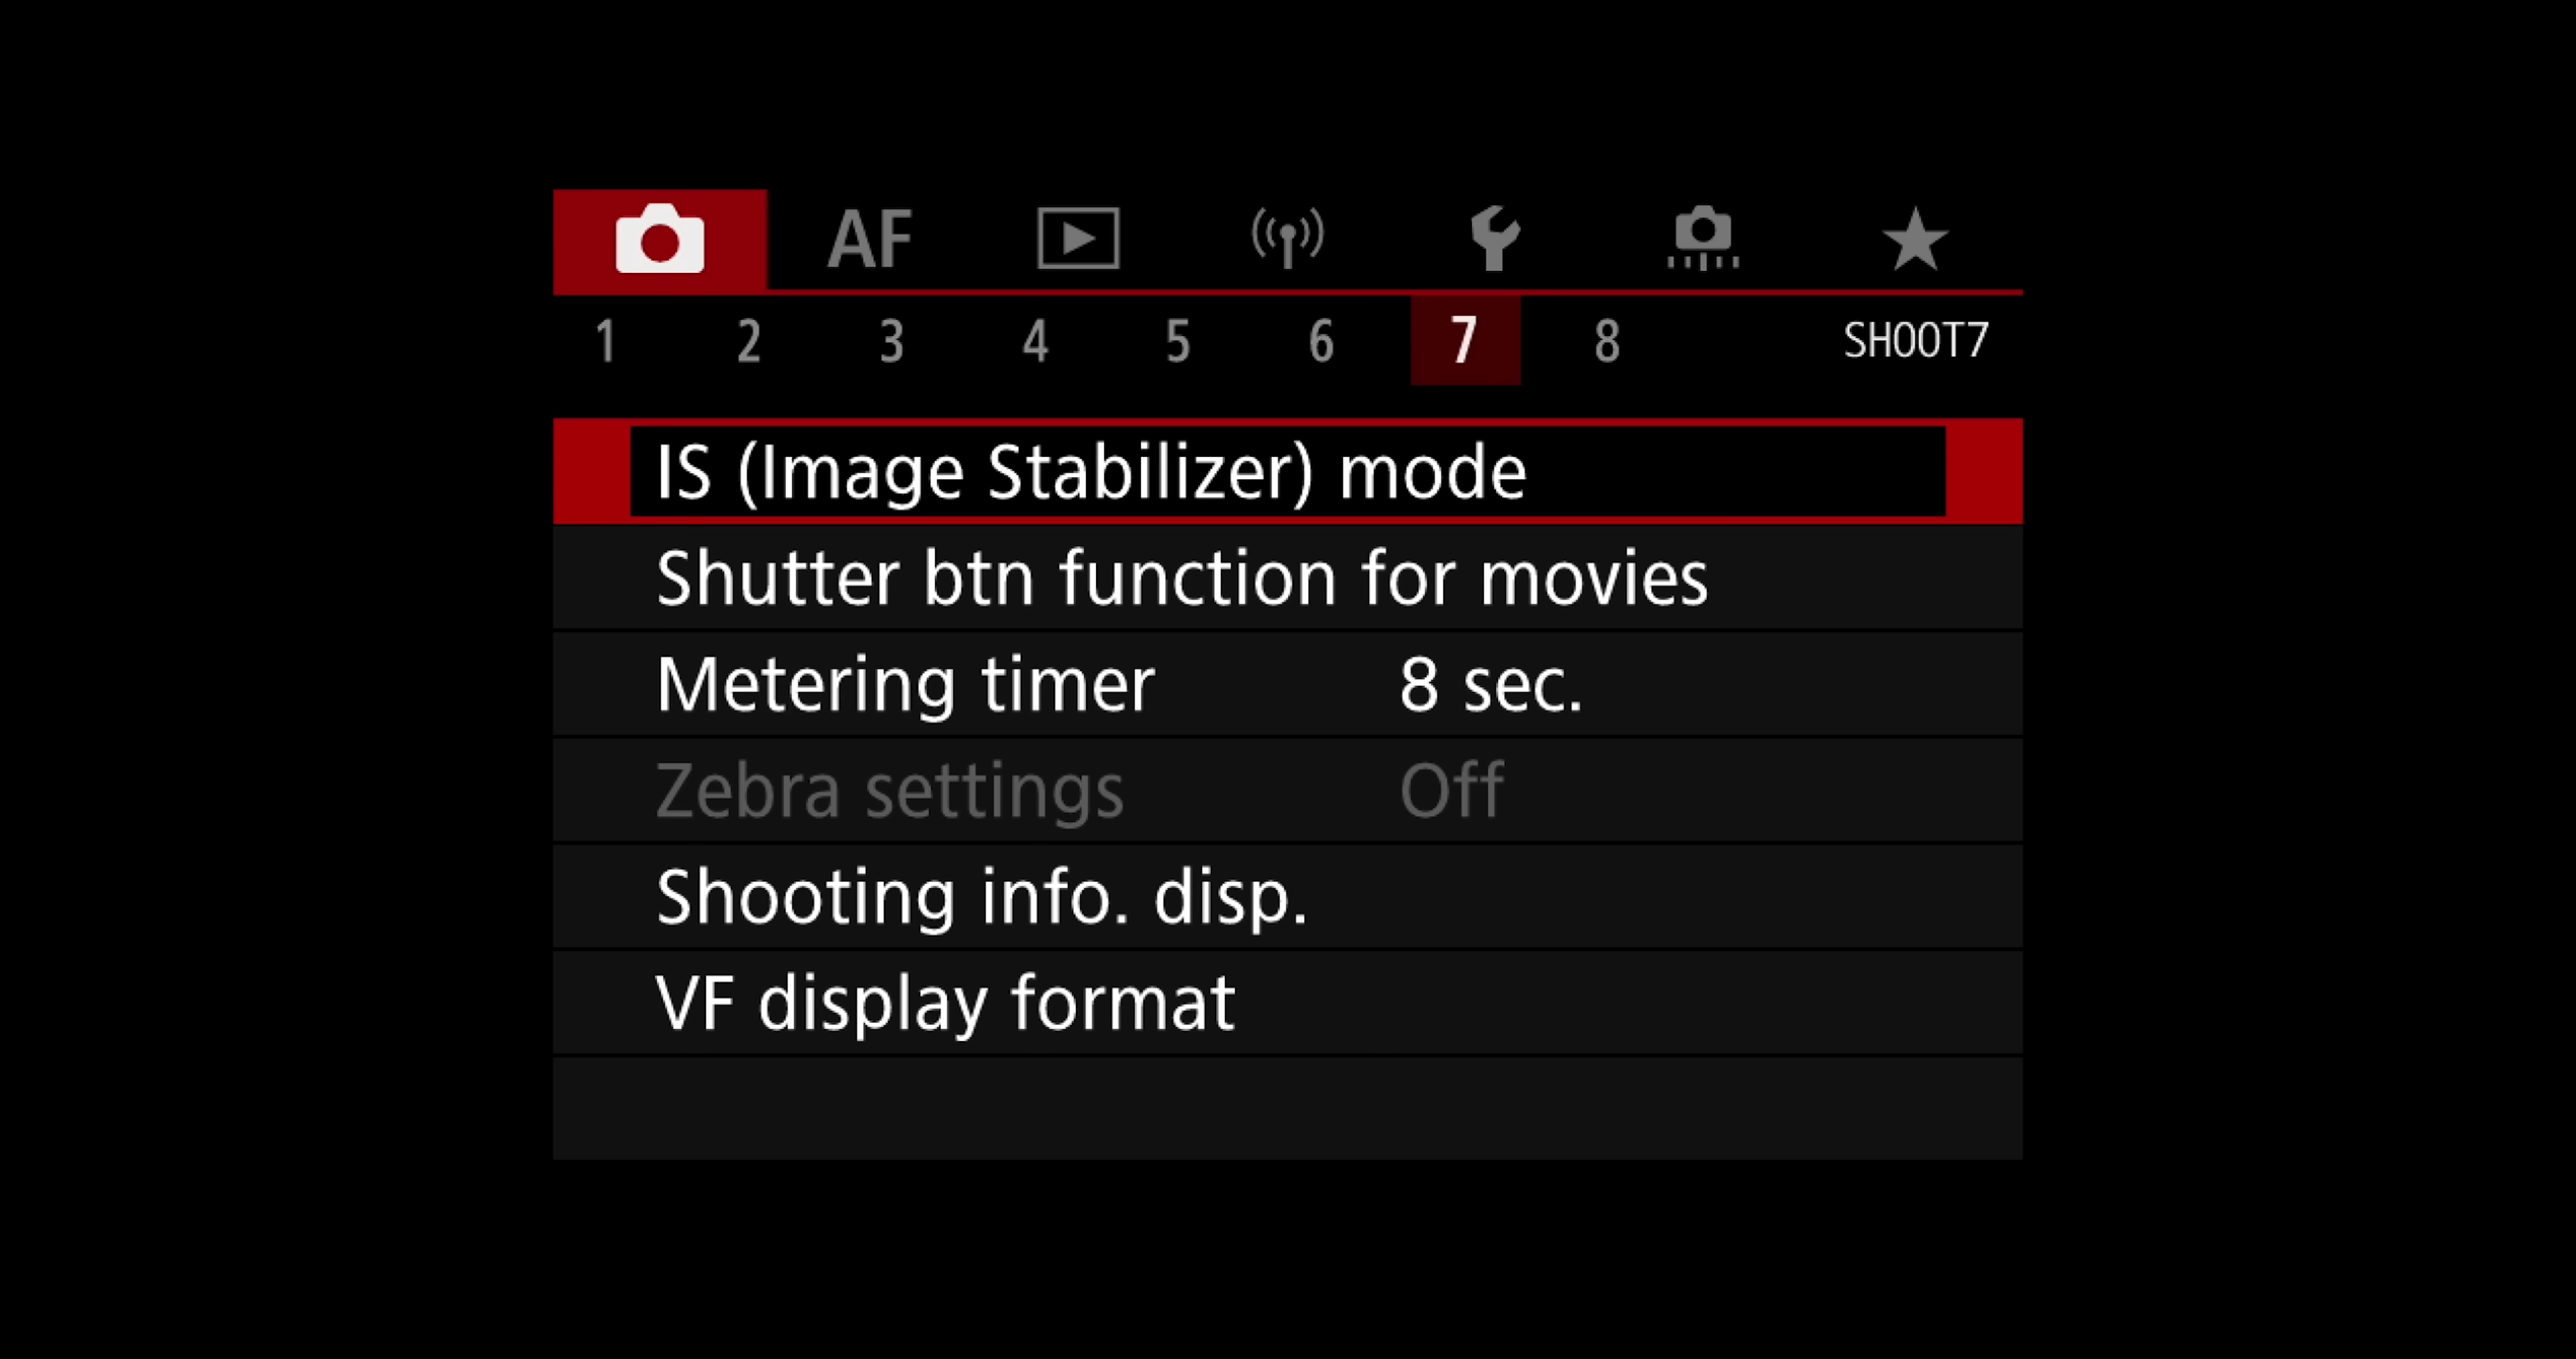 AF
1 2 3 4 5 6 7 8 SHOOT7
IS (Image Stabilizer) mode
Shutter btn function for movies
Metering timer 8 sec.
Zebra settings Off
Shooting info. disp.
VF display format